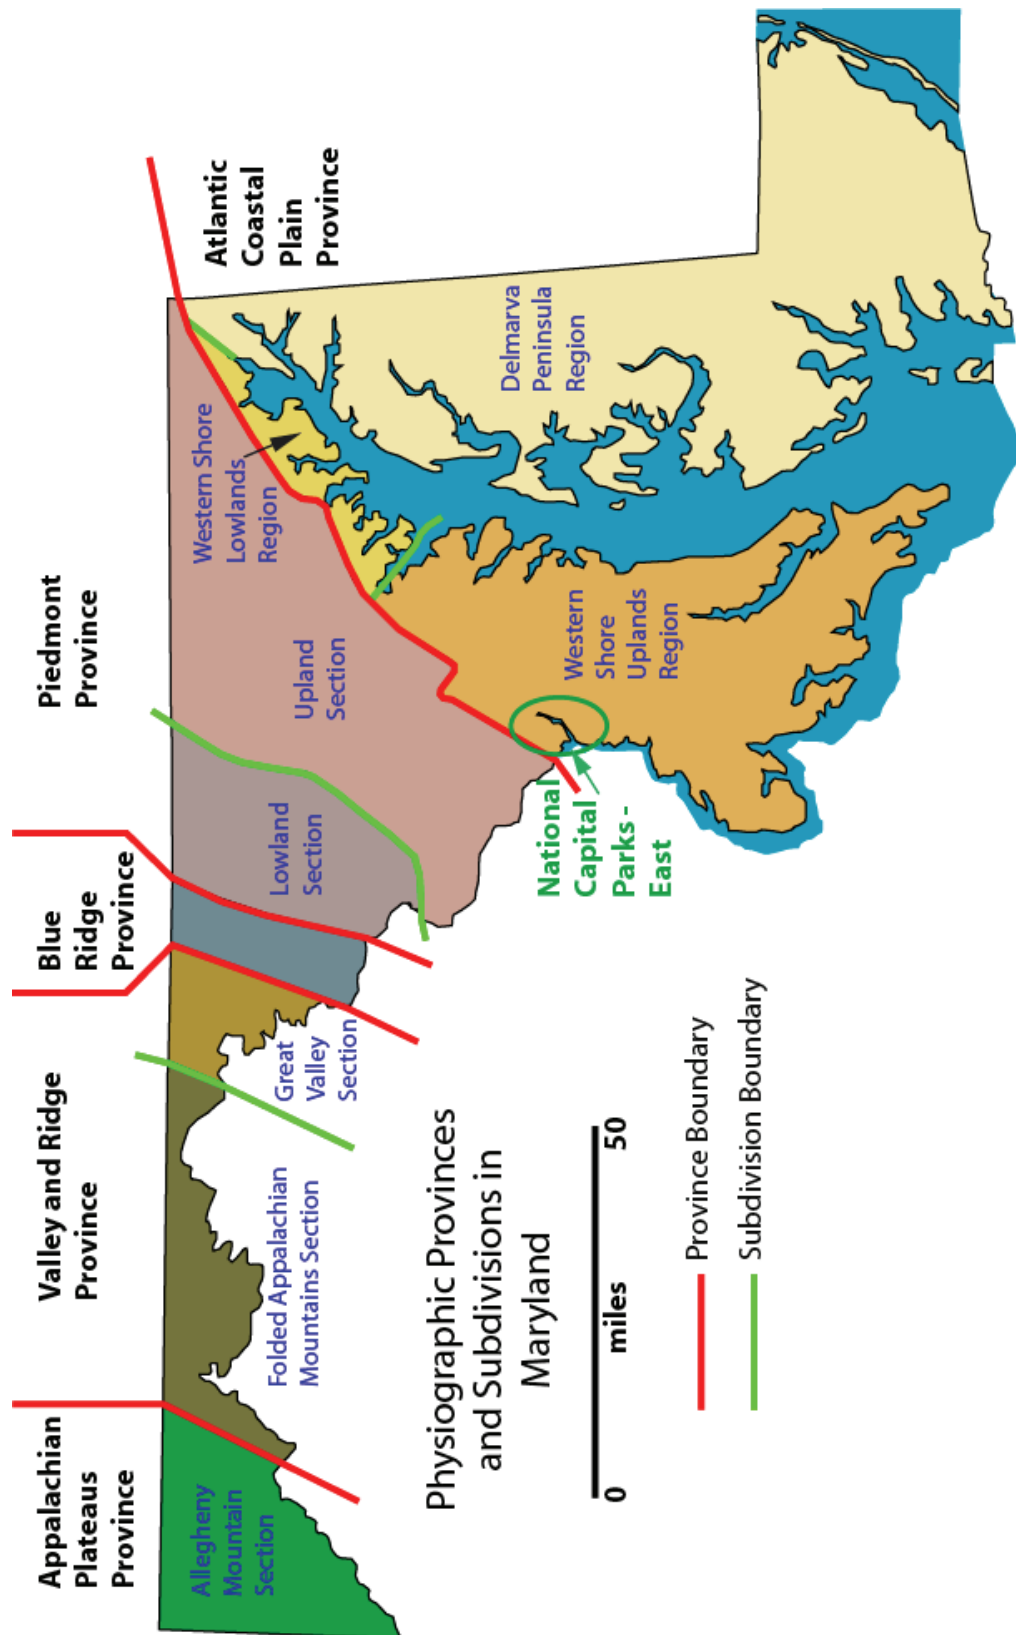 Appalachian
Plateaus
Province
Valley and Ridge
Province
Blue
Ridge
Province
Piedmont
Province
Atlantic
Coastal
Plain
Province
Allegheny
Mountain
Section
Folded Appalachian
Mountains Section
Great
Valley
Section
Lowland
Section
Upland
Section
Western Shore
Lowlands
Region
Delmarva
Peninsula
Region
Western
Shore
Uplands
Region
National
Capital
Parks -
East
Physiographic Provinces
and Subdivisions in
Maryland
0 miles 50
Province Boundary
Subdivision Boundary